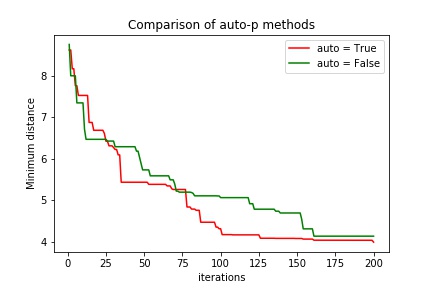 Comparison of auto-p methods
auto = True
auto = False
Minimum distance
8
7
6
5
4
0 25 50 75 100 125 150 175 200
iterations